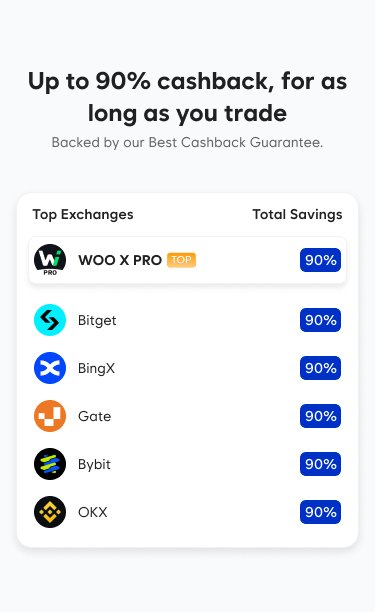 Up to 90% cashback, for as
long as you trade
Backed by our Best Cashback Guarantee.
Top Exchanges Total Savings
PRO
WOO X PRO TOP 90%
Bitget 90%
BingX 90%
Gate 90%
Bybit 90%
OKX 90%